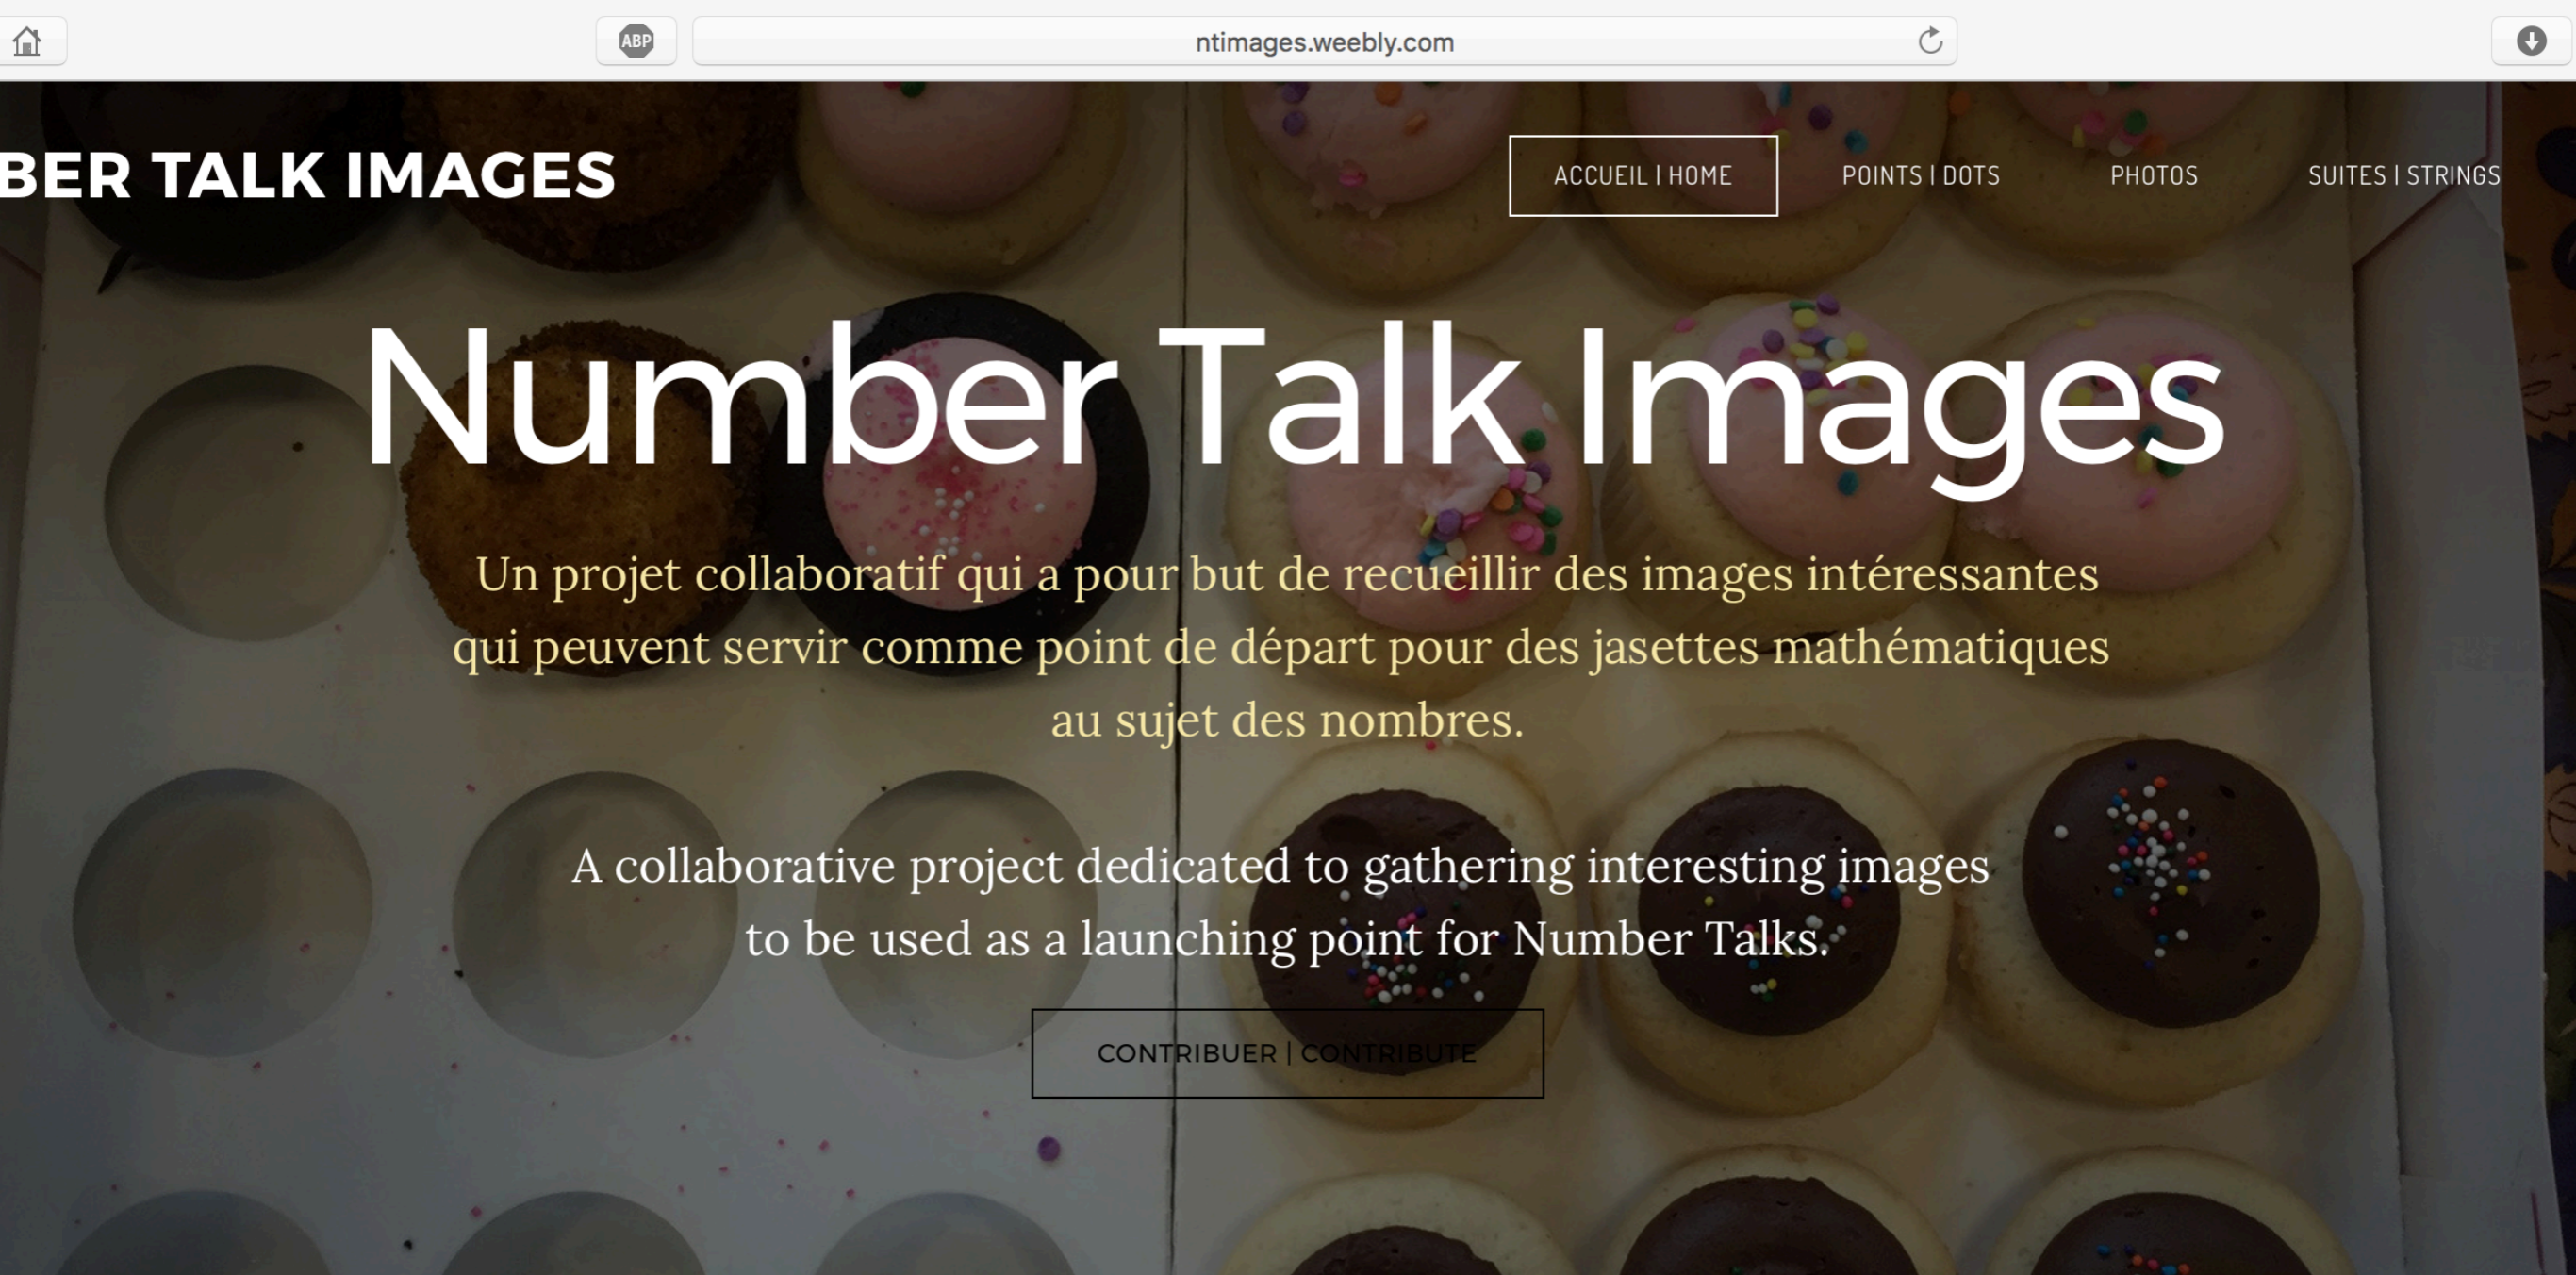 ABP
ntimages.weebly.com
BER TALK IMAGES
ACCUEIL | HOME
POINTS | DOTS
PHOTOS
SUITES | STRINGS
Number Talk Images
Un projet collaboratif qui a pour but de recueillir des images intéressantes
qui peuvent servir comme point de départ pour des jasettes mathématiques
au sujet des nombres.
A collaborative project dedicated to gathering interesting images
to be used as a launching point for Number Talks.
CONTRIBUER | CONTRIBUTE